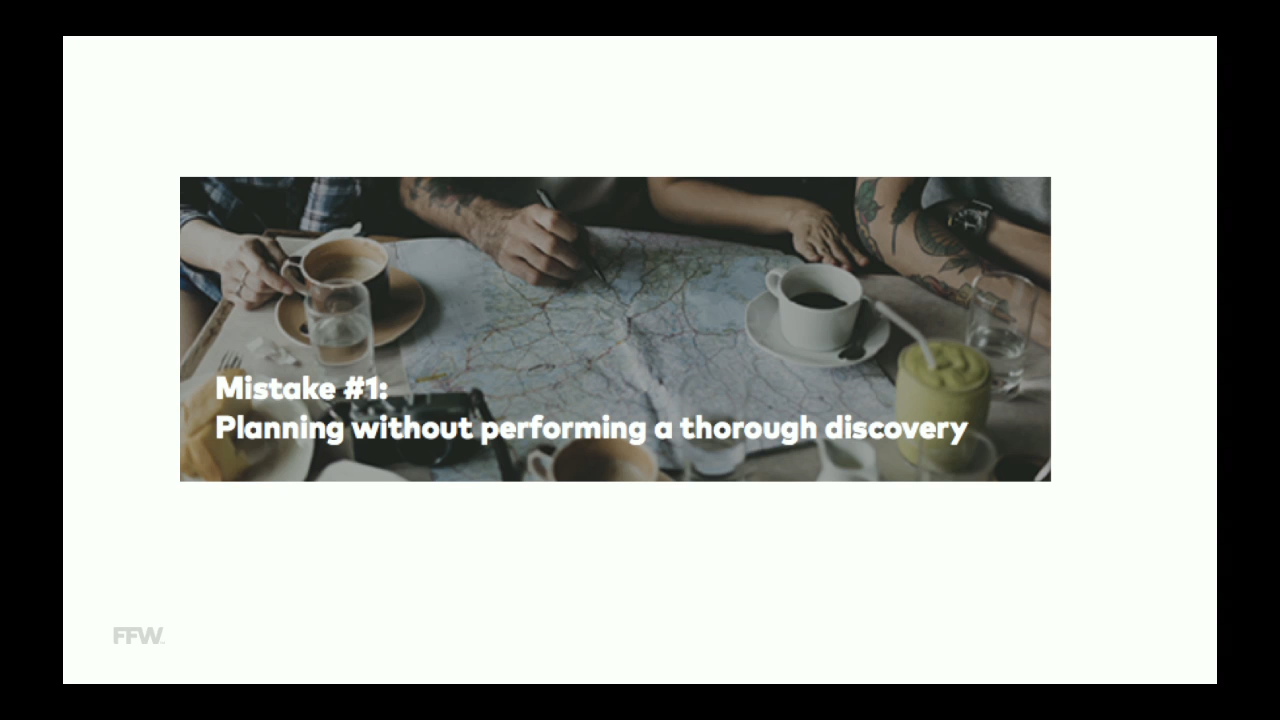 Mistake #1:
Planning without performing a thorough discovery
FFW